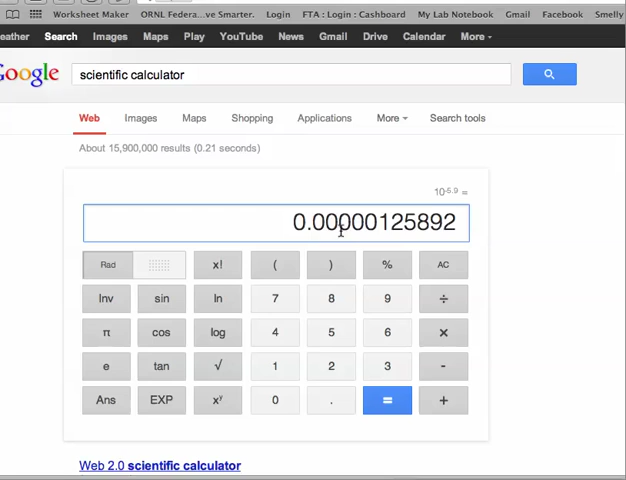 Worksheet Maker ORNL Federa...ve Smarter. Login FTA : Login : Cashboard My Lab Notebook Gmail Facebook Smelly
eather Search Images Maps Play YouTube News Gmail Drive Calendar More
Google scientific calculator
Web Images Maps Shopping Applications More Search tools
About 15,900,000 results (0.21 seconds)
10-5.9 =
0.00000125892
Rad x! ( ) % AC
Inv sin ln 7 8 9 ÷
π cos log 4 5 6 ×
e tan √ 1 2 3 -
Ans EXP xy 0 . = +
Web 2.0 scientific calculator